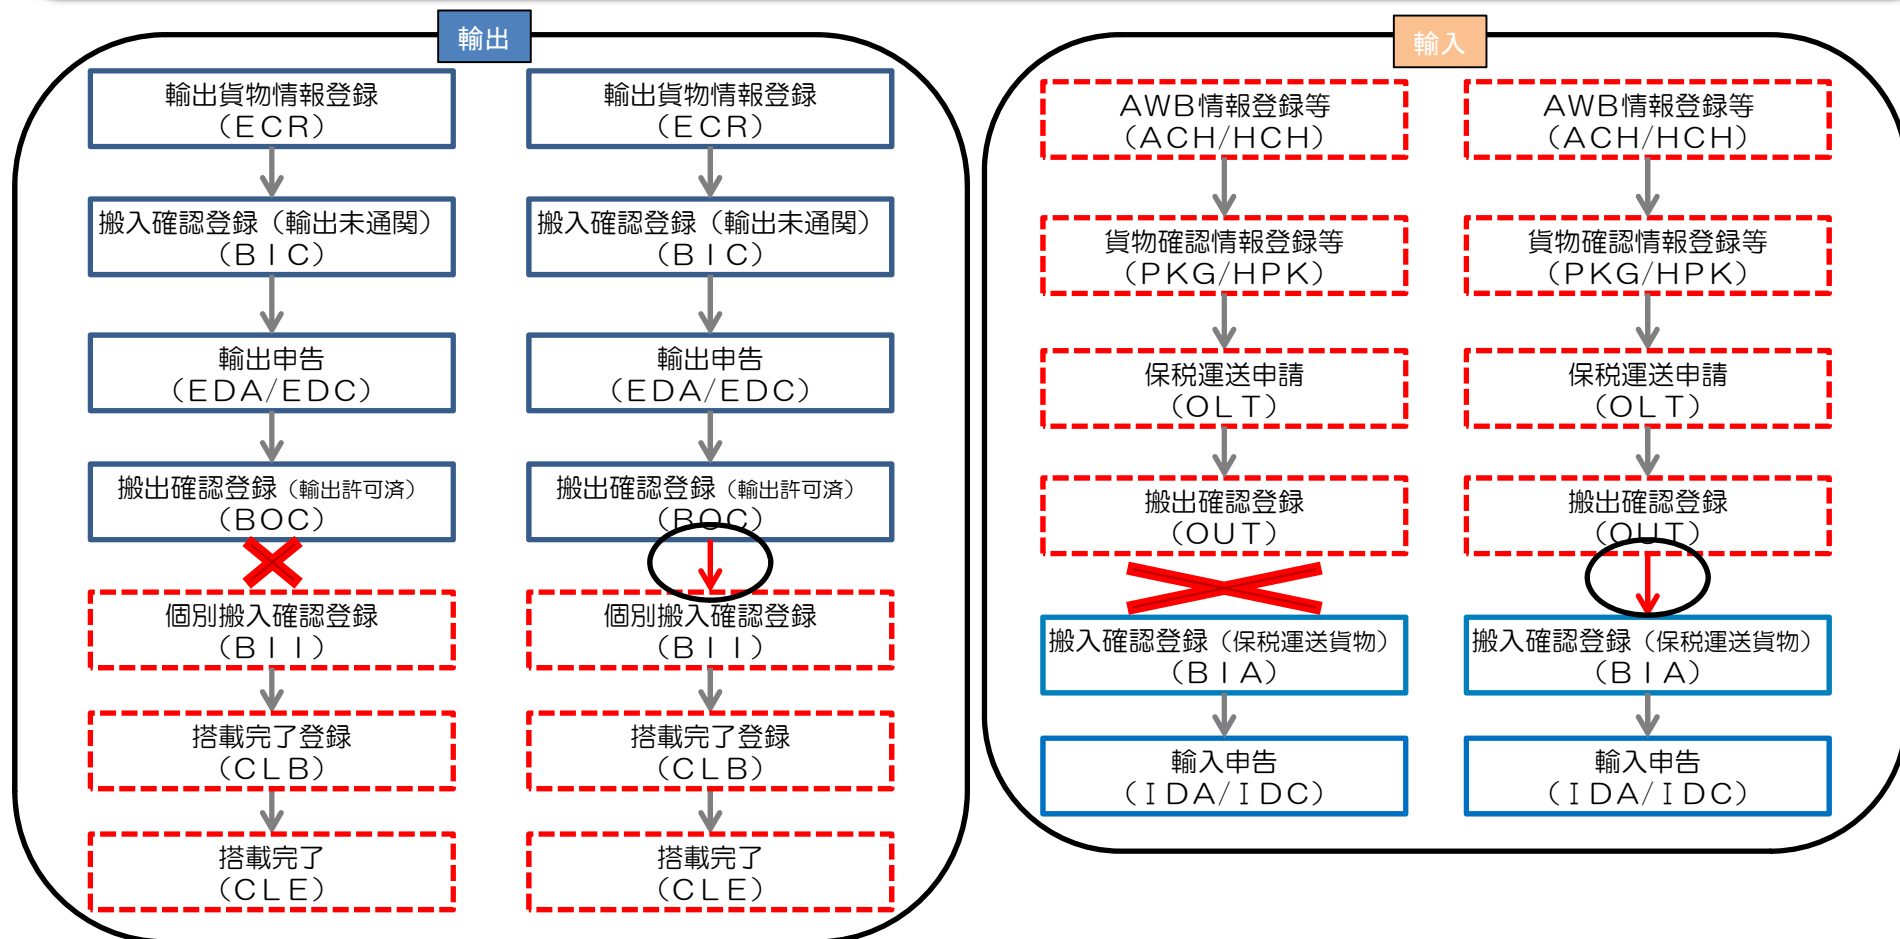 輸出
輸出貨物情報登録
(ECR)
搬入確認登録(輸出未通関)
(BIC)
輸出申告
(EDA/EDC)
搬出確認登録(輸出許可済)
(BOC)
個別搬入確認登録
(BII)
搭載完了登録
(CLB)
搭載完了
(CLE)
輸出貨物情報登録
(ECR)
搬入確認登録(輸出未通関)
(BIC)
輸出申告
(EDA/EDC)
搬出確認登録(輸出許可済)
(BOC)
個別搬入確認登録
(BII)
搭載完了登録
(CLB)
搭載完了
(CLE)
輸入
AWB情報登録等
(ACH/HCH)
貨物確認情報登録等
(PKG/HPK)
保税運送申請
(OLT)
搬出確認登録
(OUT)
搬入確認登録(保税運送貨物)
(BIA)
輸入申告
(IDA/IDC)
AWB情報登録等
(ACH/HCH)
貨物確認情報登録等
(PKG/HPK)
保税運送申請
(OLT)
搬出確認登録
(OUT)
搬入確認登録(保税運送貨物)
(BIA)
輸入申告
(IDA/IDC)